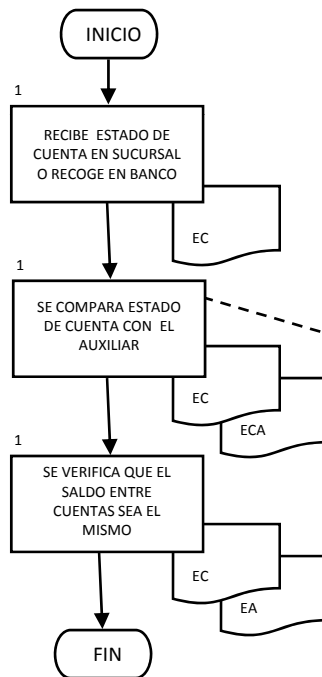 INICIO
1
RECIBE ESTADO DE
CUENTA EN SUCURSAL
O RECOGE EN BANCO
EC
1
SE COMPARA ESTADO
DE CUENTA CON EL
AUXILIAR
EC
ECA
1
SE VERIFICA QUE EL
SALDO ENTRE
CUENTAS SEA EL
MISMO
EC
EA
FIN